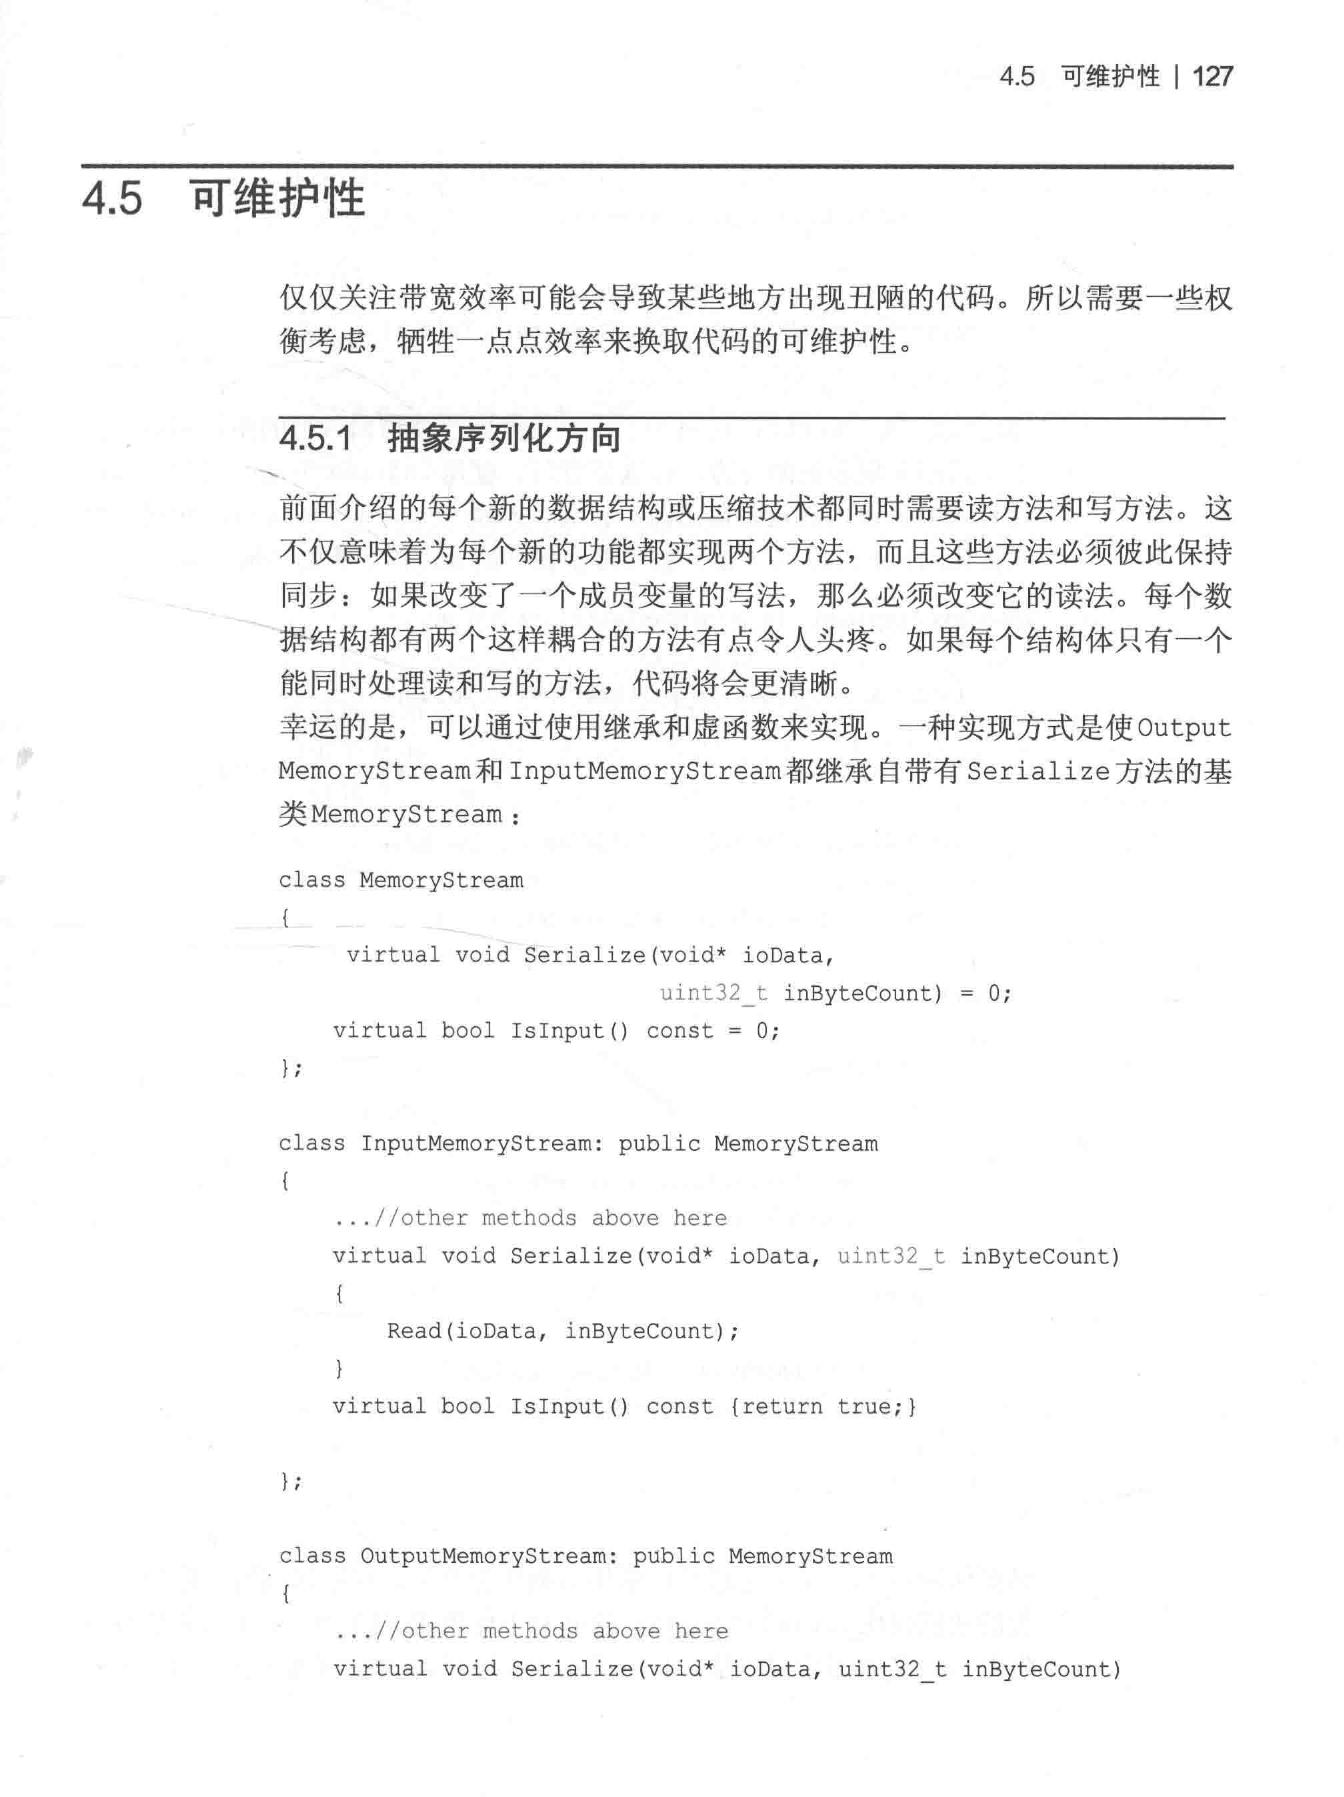 4.5 可维护性 | 127
4.5 可维护性
仅仅关注带宽效率可能会导致某些地方出现丑陋的代码。所以需要一些权
衡考虑，牺牲一点点效率来换取代码的可维护性。
4.5.1 抽象序列化方向
前面介绍的每个新的数据结构或压缩技术都同时需要读方法和写方法。这
不仅意味着为每个新的功能都实现两个方法，而且这些方法必须彼此保持
同步：如果改变了一个成员变量的写法，那么必须改变它的读法。每个数
据结构都有两个这样耦合的方法有点令人头疼。如果每个结构体只有一个
能同时处理读和写的方法，代码将会更清晰。
幸运的是，可以通过使用继承和虚函数来实现。一种实现方式是使Output
MemoryStream和InputMemoryStream都继承自带有Serialize方法的基
类MemoryStream：
class MemoryStream
{
    virtual void Serialize(void* ioData,
                           uint32_t inByteCount) = 0;
    virtual bool IsInput() const = 0;
};
class InputMemoryStream: public MemoryStream
{
    ...//other methods above here
    virtual void Serialize(void* ioData, uint32_t inByteCount)
    {
        Read(ioData, inByteCount);
    }
    virtual bool IsInput() const {return true;}
};
class OutputMemoryStream: public MemoryStream
{
    ...//other methods above here
    virtual void Serialize(void* ioData, uint32_t inByteCount)